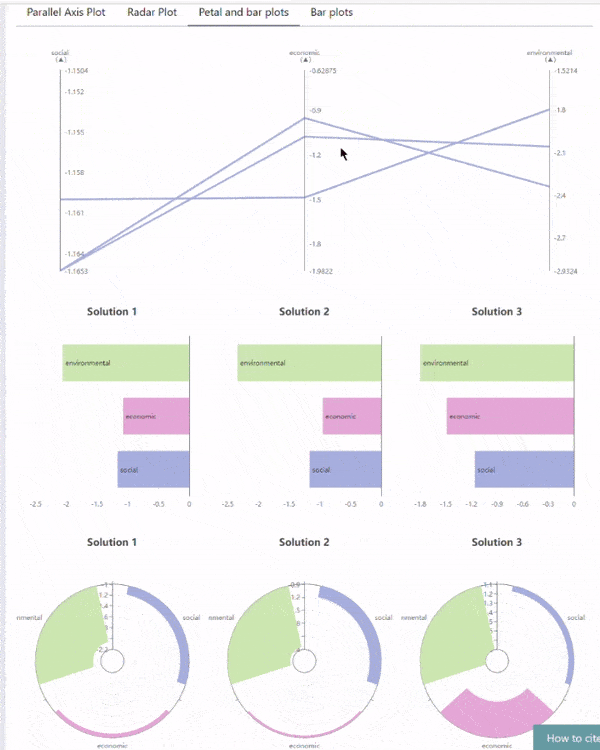 Parallel Axis Plot Radar Plot Petal and bar plots Bar plots
social economic environmental
(▲) (▲) (▲)
-1.1504 -0.62675 -1.5214
-1.152
-0.9 -1.8
-1.155
-1.2 -2.1
-1.158
-1.5 -2.4
-1.161
-1.8 -2.7
-1.164
-1.1653 -1.9822 -2.9324
Solution 1 Solution 2 Solution 3
environmental environmental environmental
economic economic economic
social social social
-2.5 -2 -1.5 -1 -0.5 0 -2.5 -2 -1.5 -1 -0.5 0 -1.8 -1.5 -1.2 -0.9 -0.6 -0.3 0
Solution 1 Solution 2 Solution 3
nmental social nmental social nmental social
economic economic economic
How to cite